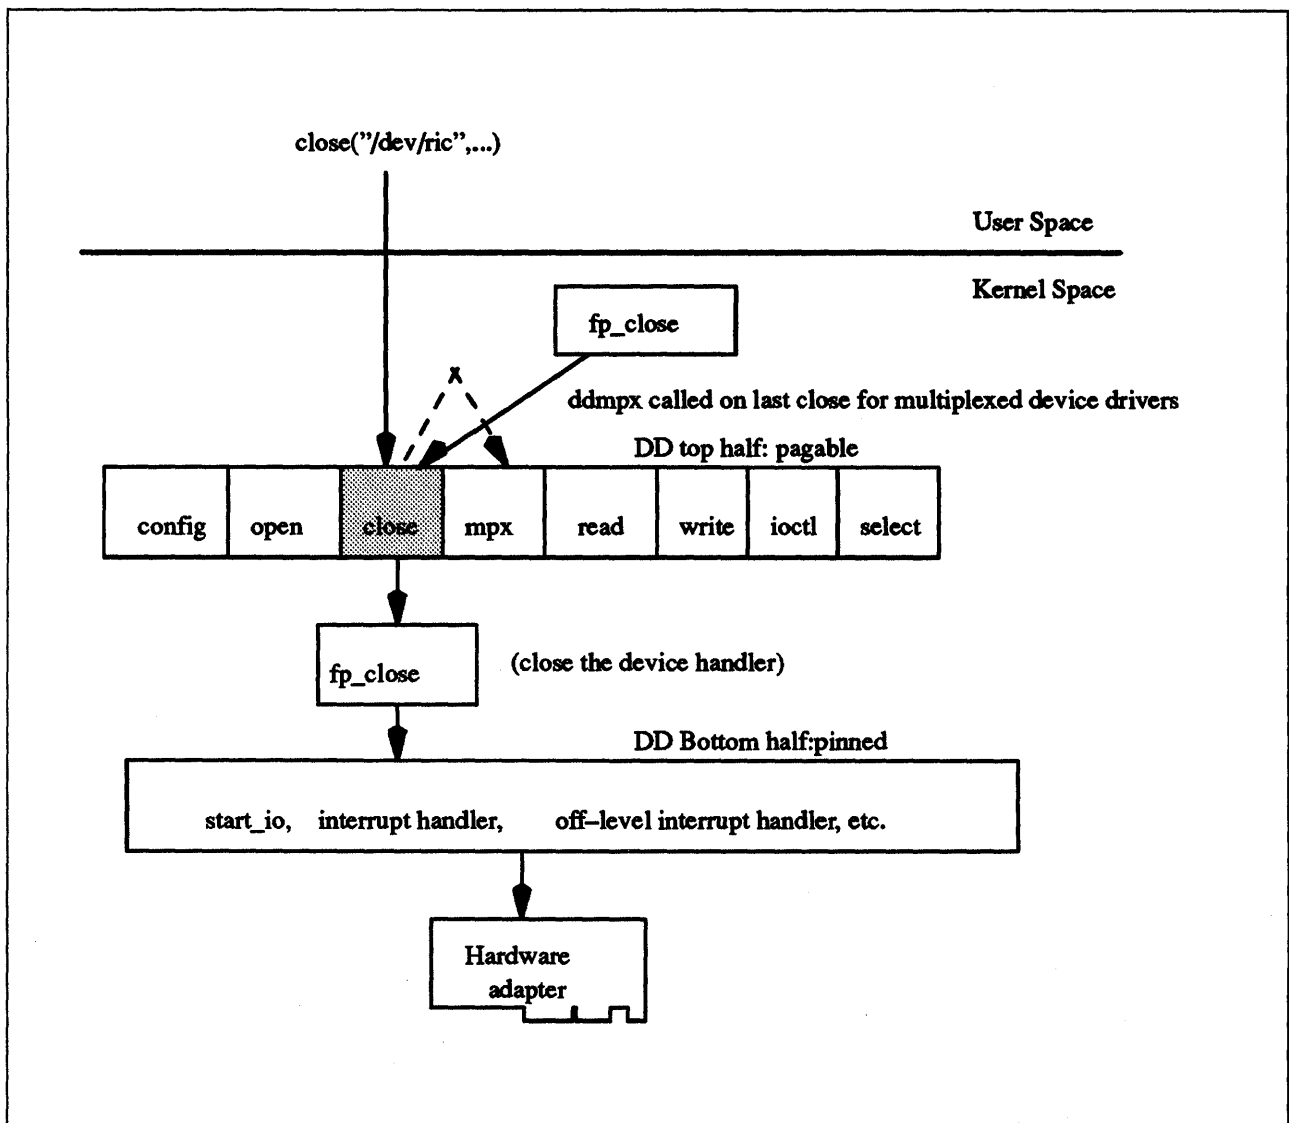 close("/dev/ric",...)
User Space
Kernel Space
fp_close
x
ddmpx called on last close for multiplexed device drivers
DD top half: pagable
config open close mpx read write ioctl select
fp_close
(close the device handler)
DD Bottom half:pinned
start_io, interrupt handler, off–level interrupt handler, etc.
Hardware
adapter